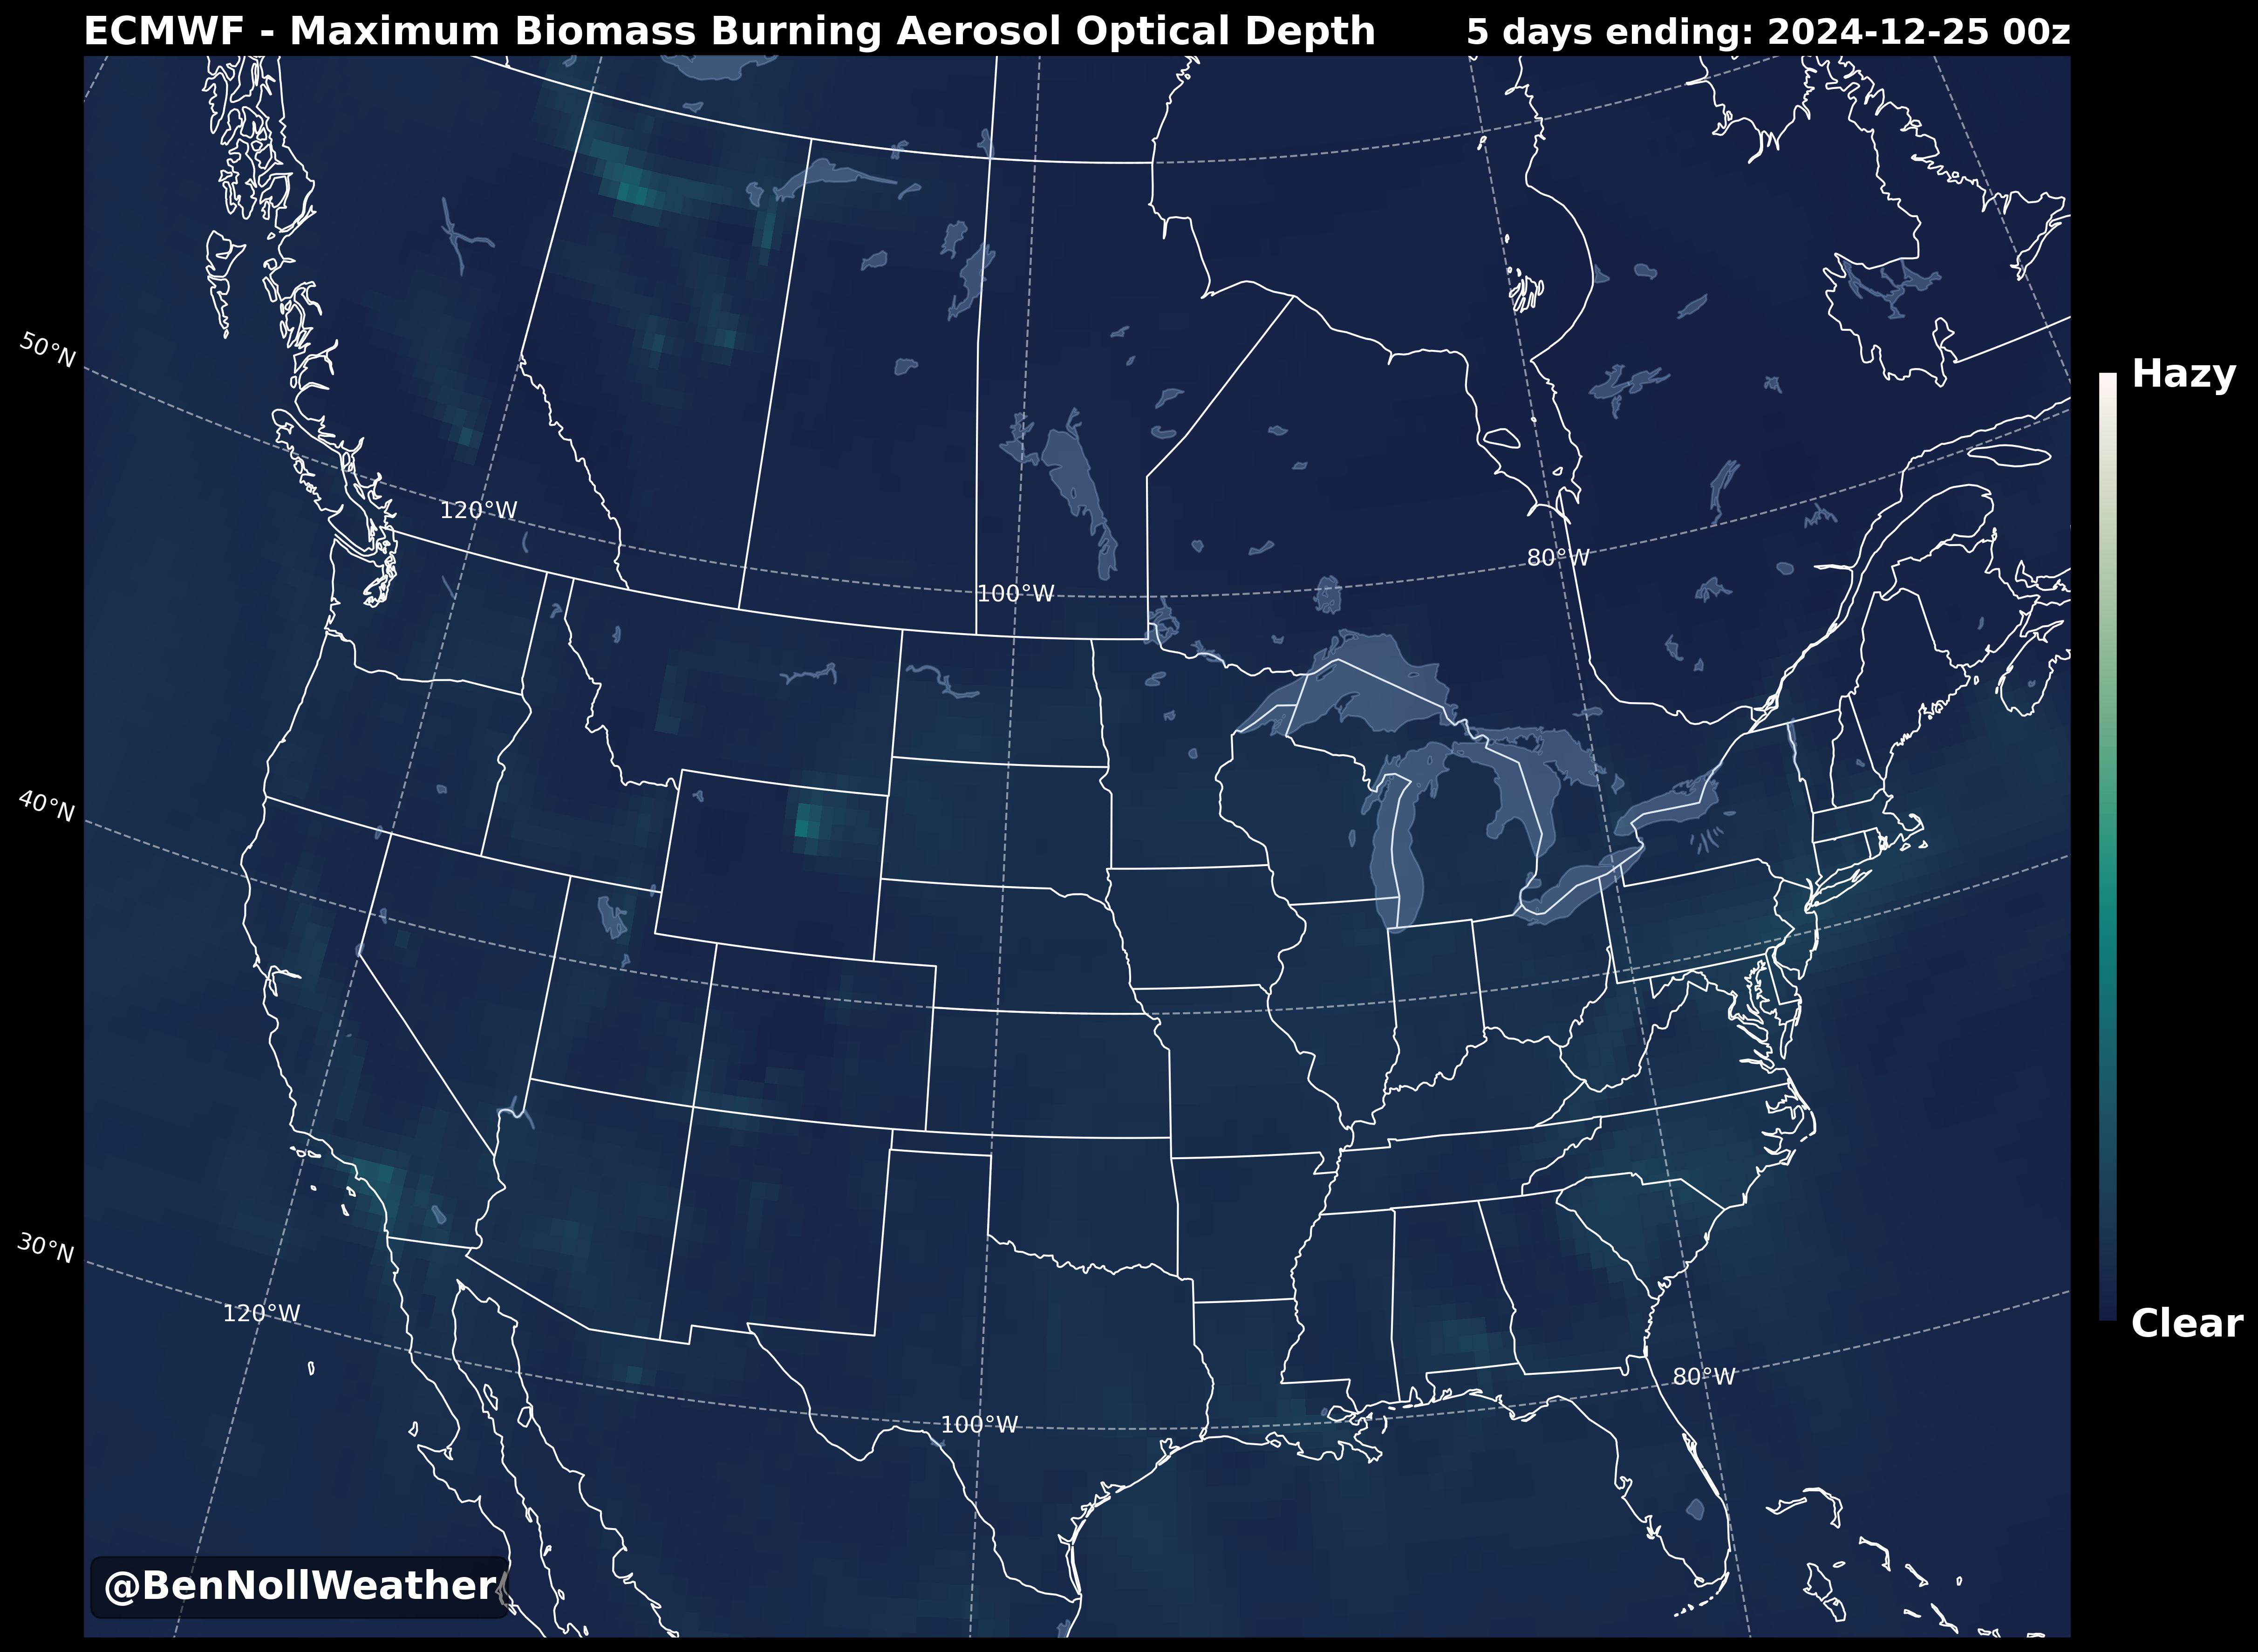 ECMWF - Maximum Biomass Burning Aerosol Optical Depth
5 days ending: 2024-12-25 00z
50°N
Hazy
120°W
80°W
100°W
40°N
30°N
120°W
Clear
80°W
100°W
@BenNollWeather